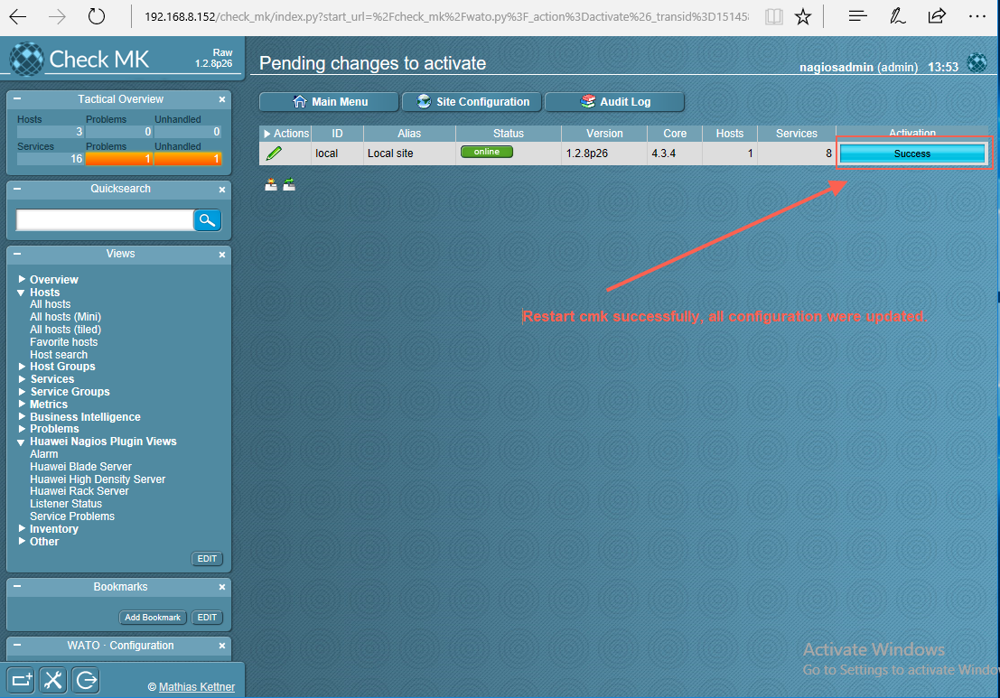 192.168.8.152/check_mk/index.py?start_url=%2Fcheck_mk%2Fwato.py%3F_action%3Dactivate%26_transid%3D15145
Check MK
Raw
1.2.8p26
Pending changes to activate
nagiosadmin (admin) 13:53
Tactical Overview
Hosts Problems Unhandled
3 0 0
Services Problems Unhandled
16 1 1
Quicksearch
Views
Overview
Hosts
All hosts
All hosts (Mini)
All hosts (tiled)
Favorite hosts
Host search
Host Groups
Services
Service Groups
Metrics
Business Intelligence
Problems
Huawei Nagios Plugin Views
Alarm
Huawei Blade Server
Huawei High Density Server
Huawei Rack Server
Listener Status
Service Problems
Inventory
Other
EDIT
Bookmarks
Add Bookmark EDIT
WATO · Configuration
© Mathias Kettner
Main Menu Site Configuration Audit Log
Actions ID Alias Status Version Core Hosts Services Activation
local Local site online 1.2.8p26 4.3.4 1 8 Success
Restart cmk successfully, all configuration were updated.
Activate Windows
Go to Settings to activate Windo